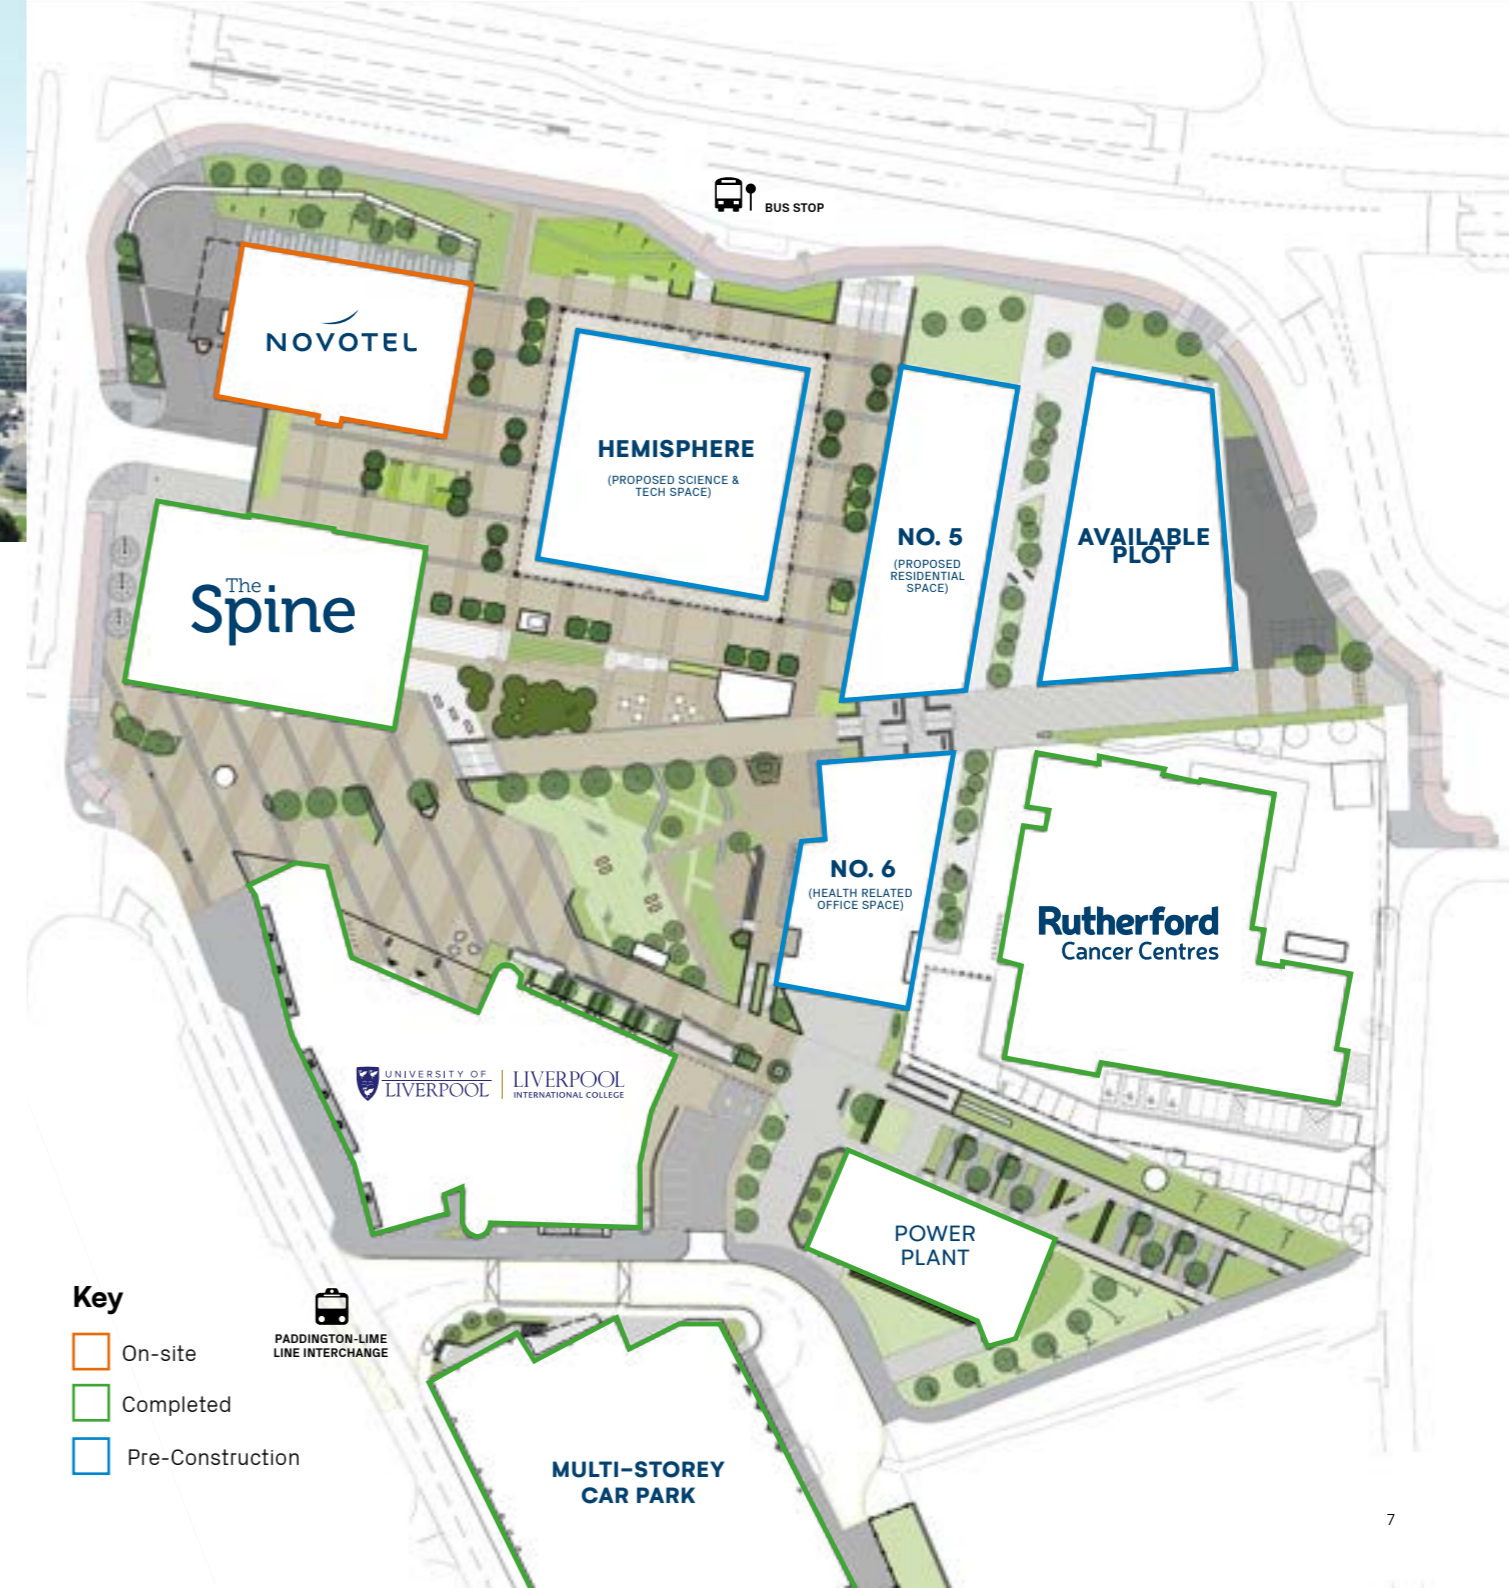 BUS STOP
NOVOTEL
HEMISPHERE
(PROPOSED SCIENCE &
TECH SPACE)
NO. 5
(PROPOSED
RESIDENTIAL
SPACE)
AVAILABLE
PLOT
The
Spine
NO. 6
(HEALTH RELATED
OFFICE SPACE)
Rutherford
Cancer Centres
UNIVERSITY OF
LIVERPOOL
LIVERPOOL
INTERNATIONAL COLLEGE
POWER
PLANT
Key
On-site
Completed
Pre-Construction
PADDINGTON-LIME
LINE INTERCHANGE
MULTI-STOREY
CAR PARK
7